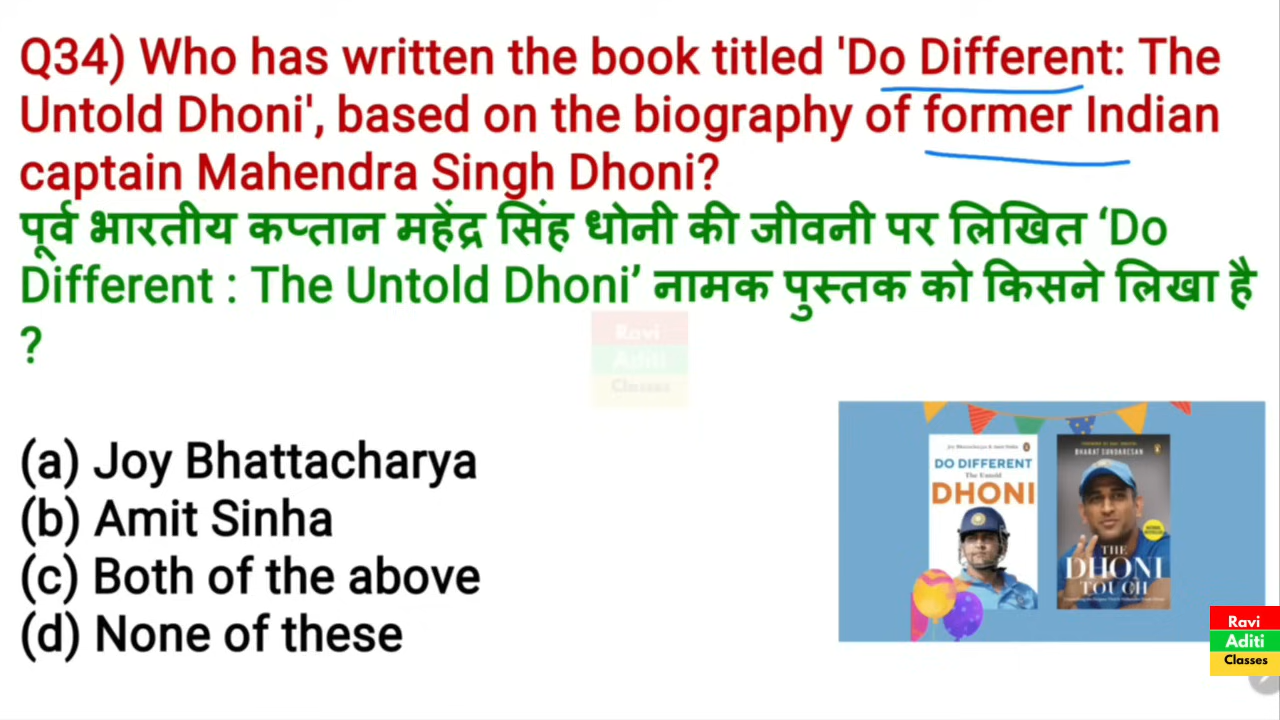 Q34) Who has written the book titled 'Do Different: The
Untold Dhoni', based on the biography of former Indian
captain Mahendra Singh Dhoni?
पूर्व भारतीय कप्तान महेंद्र सिंह धोनी की जीवनी पर लिखित ‘Do
Different : The Untold Dhoni’ नामक पुस्तक को किसने लिखा है
?
Ravi
Aditi
Classes
(a) Joy Bhattacharya
(b) Amit Sinha
(c) Both of the above
(d) None of these
DO DIFFERENT
The Untold
DHONI
BHARAT SUNDARESAN
THE
DHONI
TOUCH
Ravi
Aditi
Classes